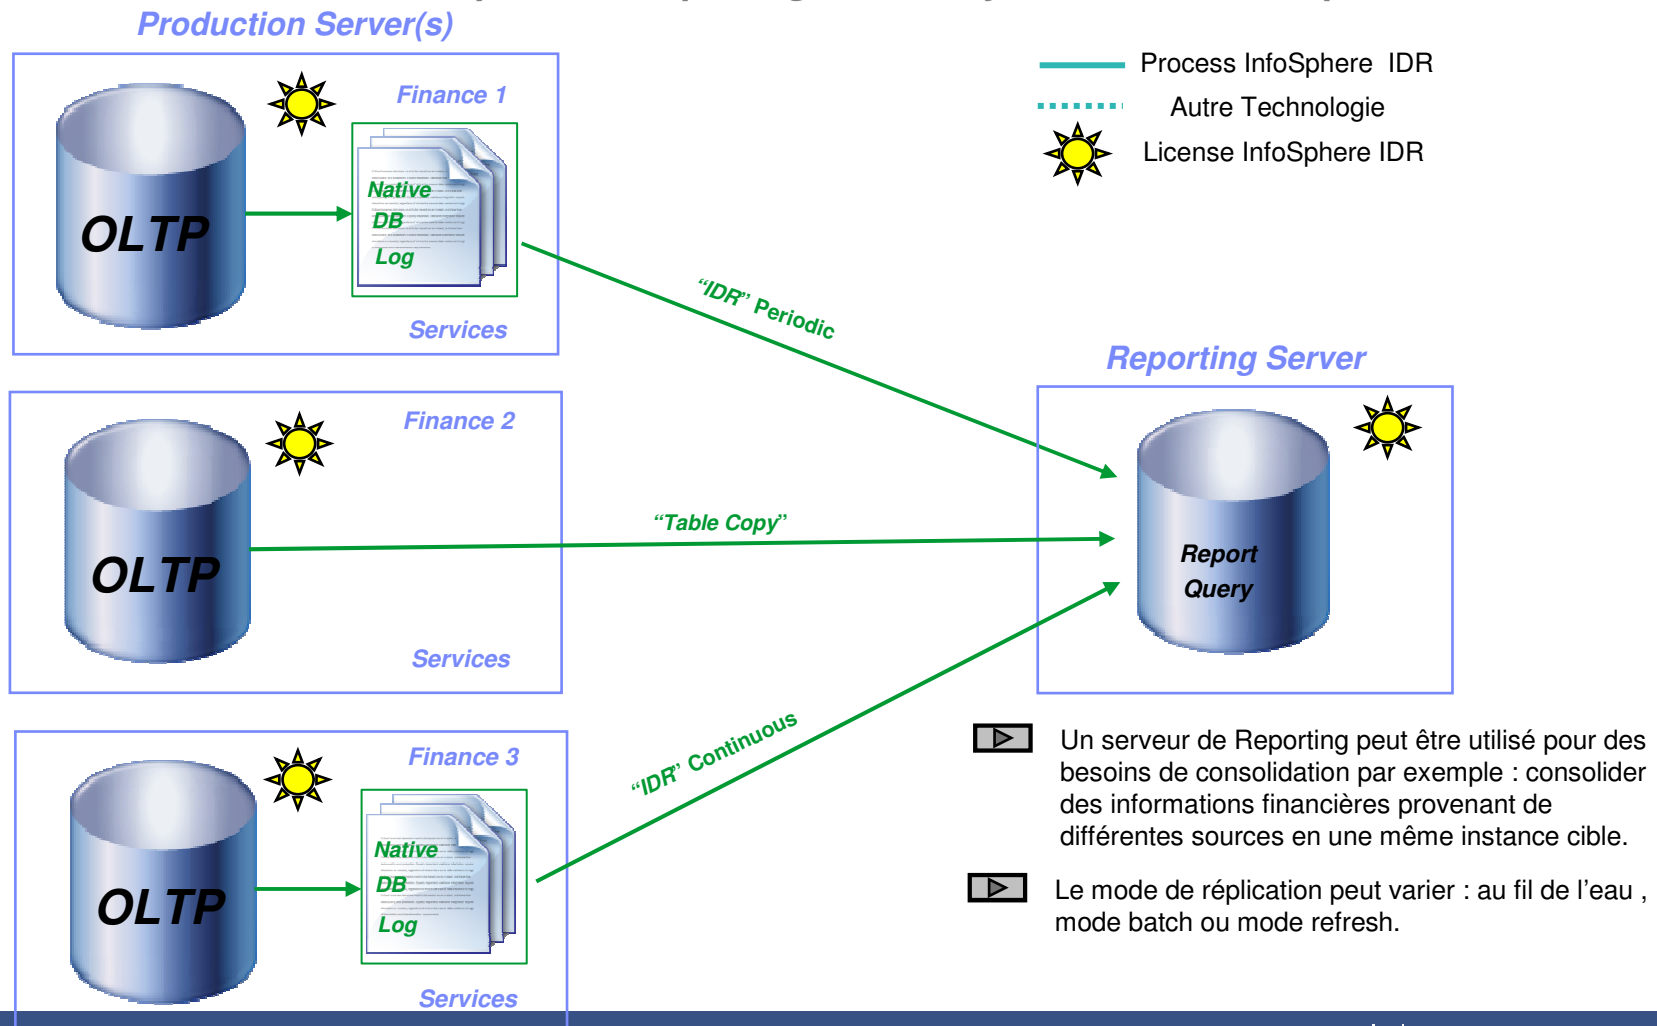 Production Server(s)
Finance 1
OLTP
Native
DB
Log
Services
Process InfoSphere IDR
Autre Technologie
License InfoSphere IDR
“IDR” Periodic
Reporting Server
Finance 2
OLTP
Services
“Table Copy”
Report
Query
Finance 3
OLTP
Native
DB
Log
Services
“IDR” Continuous
Un serveur de Reporting peut être utilisé pour des
besoins de consolidation par exemple : consolider
des informations financières provenant de
différentes sources en une même instance cible.
Le mode de réplication peut varier : au fil de l’eau ,
mode batch ou mode refresh.